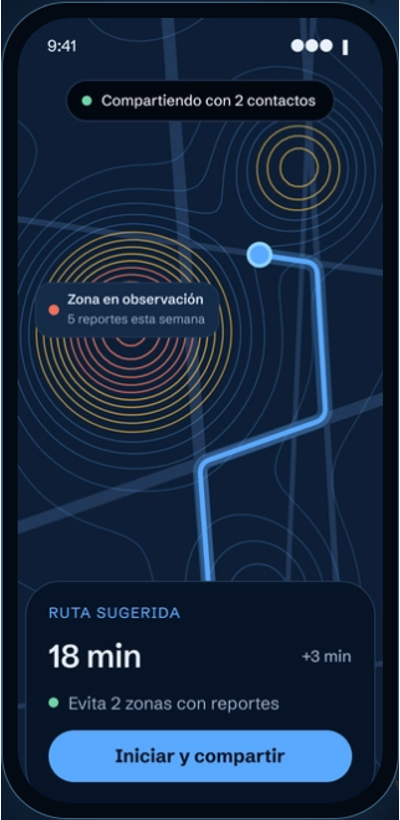 9:41
Compartiendo con 2 contactos
Zona en observación
5 reportes esta semana
RUTA SUGERIDA
18 min
+3 min
Evita 2 zonas con reportes
Iniciar y compartir